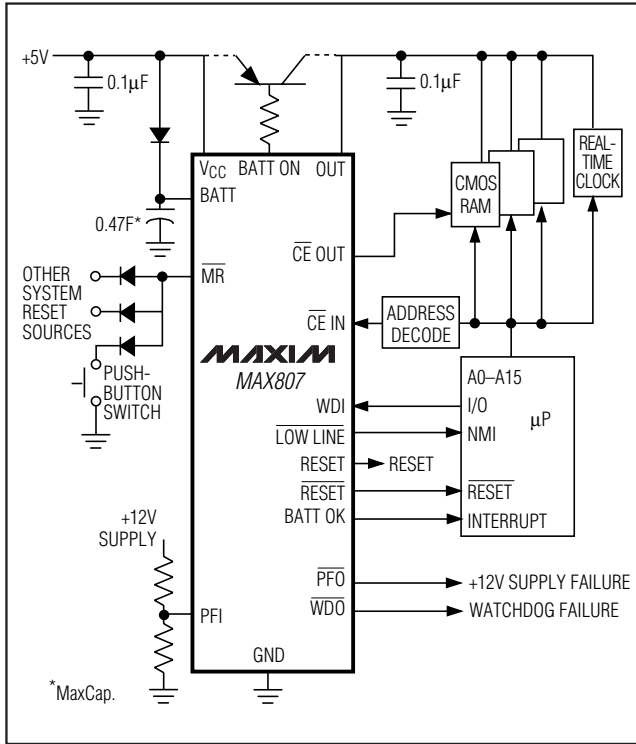 +5V
0.1µF
0.1µF
REAL-
TIME
CLOCK
VCC
BATT ON
OUT
BATT
CMOS
RAM
0.47F*
CE OUT
OTHER
SYSTEM
RESET
SOURCES
MR
CE IN
ADDRESS
DECODE
MAXIM
MAX807
PUSH-
BUTTON
SWITCH
A0–A15
WDI
I/O
µP
LOW LINE
NMI
RESET
RESET
RESET
RESET
BATT OK
INTERRUPT
+12V
SUPPLY
PFO
+12V SUPPLY FAILURE
PFI
WDO
WATCHDOG FAILURE
GND
*MaxCap.